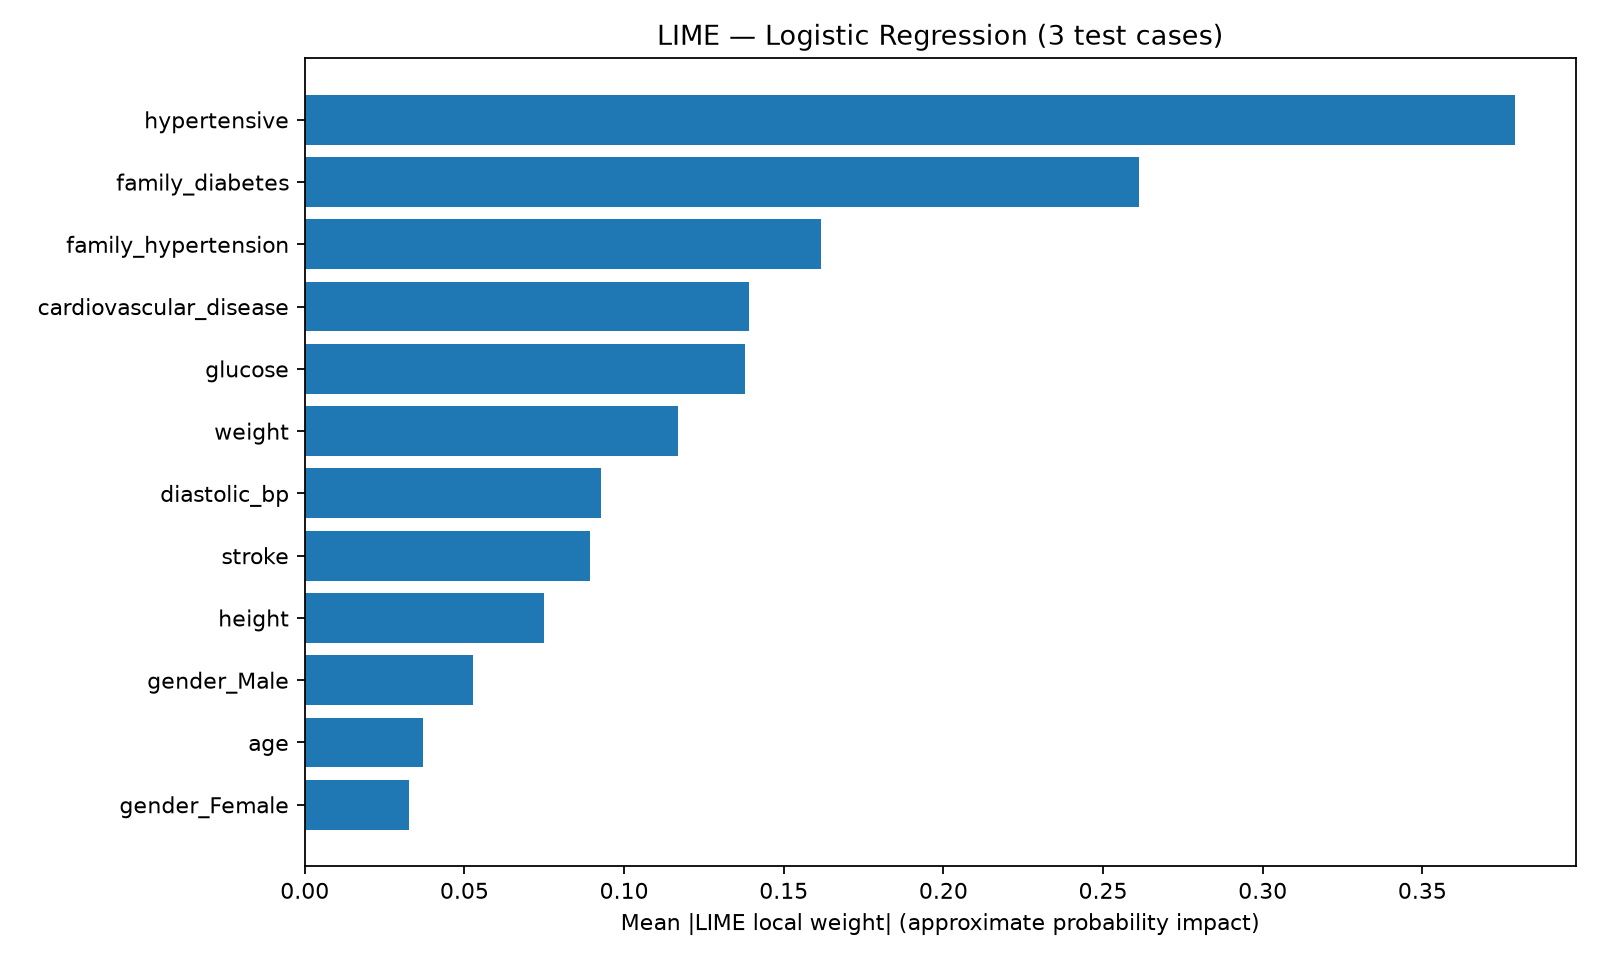 LIME — Logistic Regression (3 test cases)
hypertensive
family_diabetes
family_hypertension
cardiovascular_disease
glucose
weight
diastolic_bp
stroke
height
gender_Male
age
gender_Female
0.00 0.05 0.10 0.15 0.20 0.25 0.30 0.35
Mean |LIME local weight| (approximate probability impact)